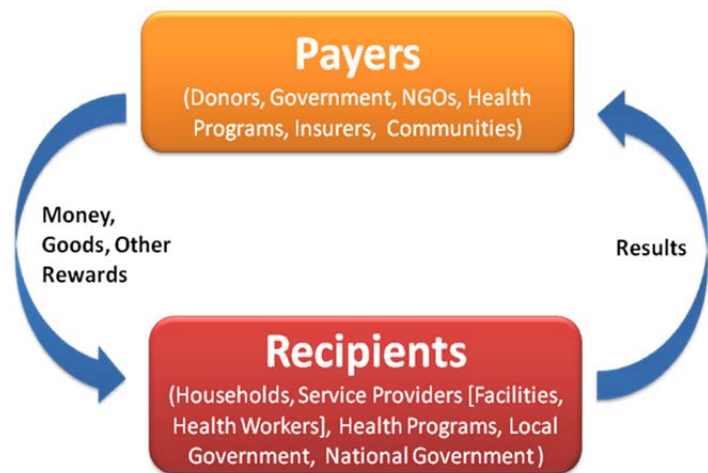 Payers
(Donors, Government, NGOs, Health
Programs, Insurers, Communities)
Money,
Goods, Other
Rewards
Results
Recipients
(Households, Service Providers [Facilities,
Health Workers], Health Programs, Local
Government, National Government)